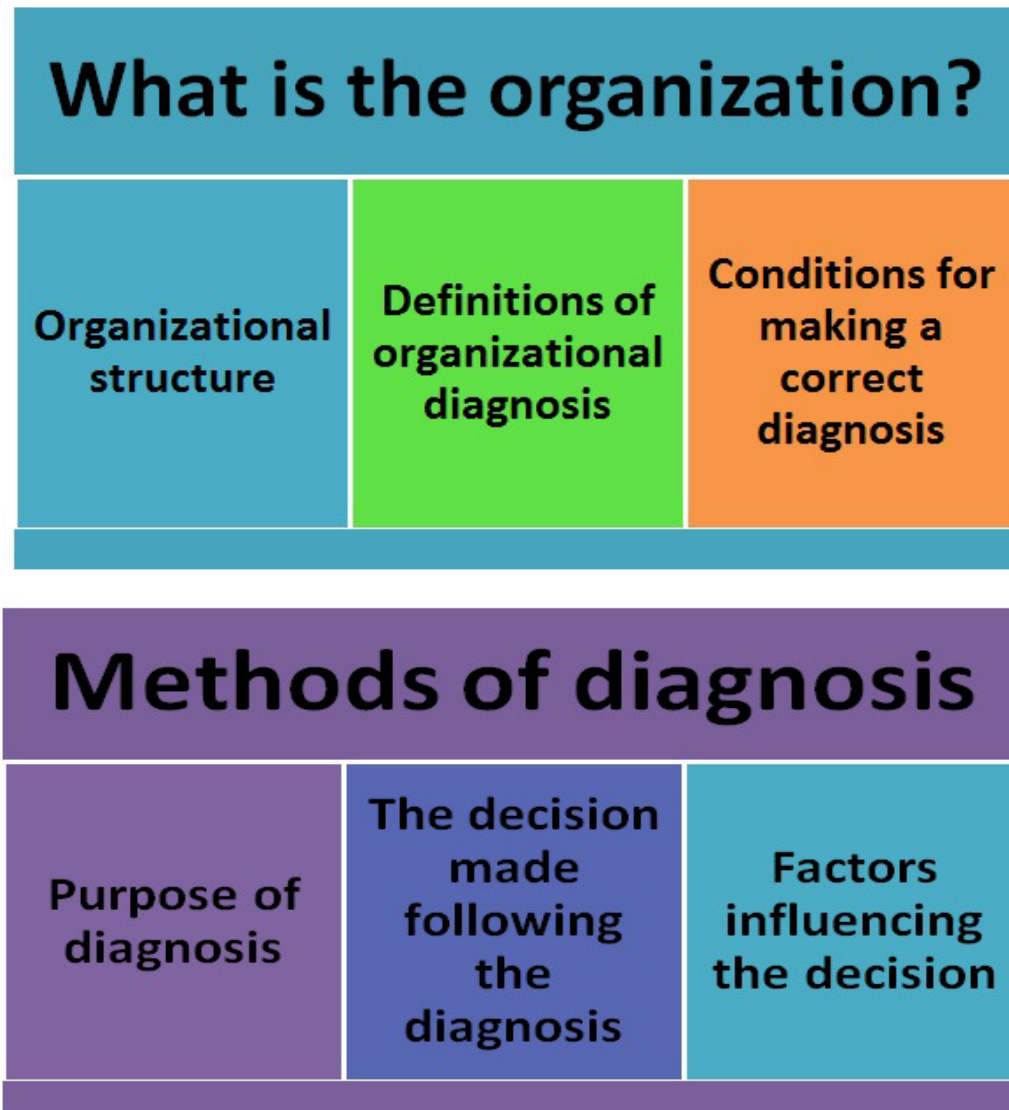 What is the organization?
Organizational
structure
Definitions of
organizational
diagnosis
Conditions for
making a
correct
diagnosis
Methods of diagnosis
Purpose of
diagnosis
The decision
made
following
the
diagnosis
Factors
influencing
the decision